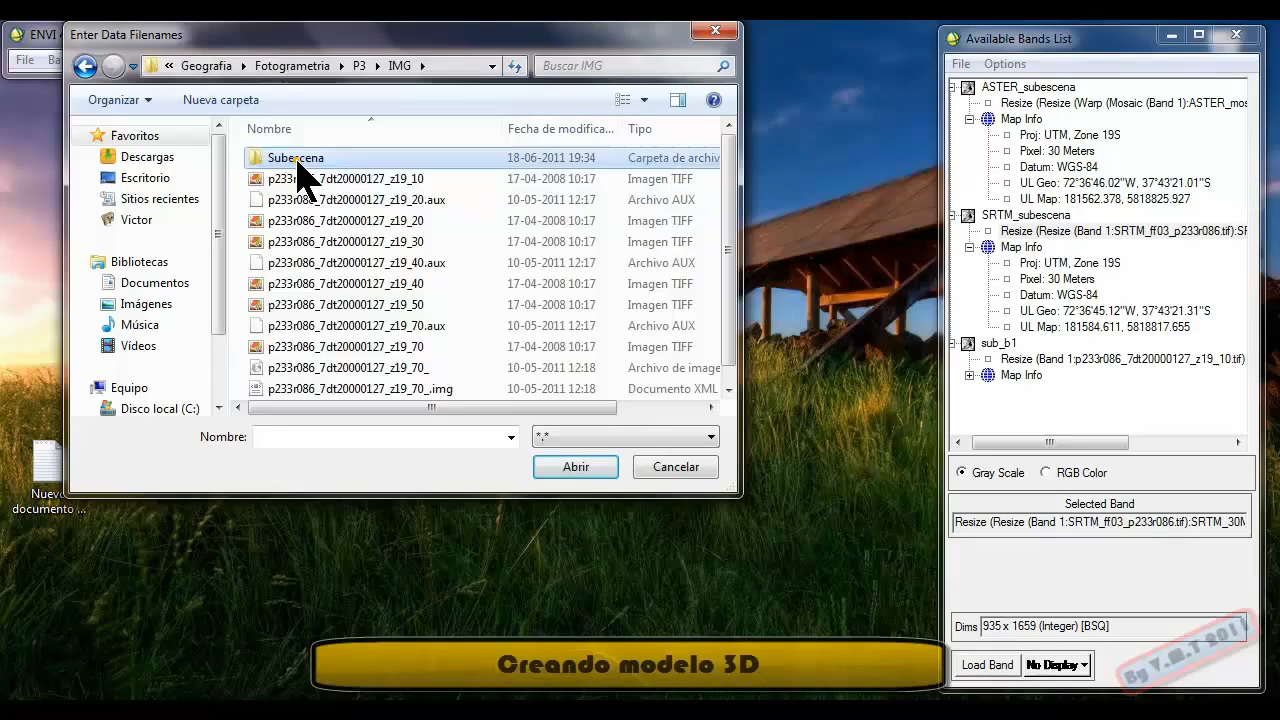 ENVI
File Ba
Enter Data Filenames
« Geografia Fotogrametria P3 IMG
Buscar IMG
Organizar
Nueva carpeta
Favoritos
Descargas
Escritorio
Sitios recientes
Victor
Bibliotecas
Documentos
Imágenes
Música
Vídeos
Equipo
Disco local (C:)
Nombre Fecha de modifica... Tipo
Subescena 18-06-2011 19:34 Carpeta de archiv
p233r086_7dt20000127_z19_10 17-04-2008 10:17 Imagen TIFF
p233r086_7dt20000127_z19_20.aux 10-05-2011 12:17 Archivo AUX
p233r086_7dt20000127_z19_20 17-04-2008 10:17 Imagen TIFF
p233r086_7dt20000127_z19_30 17-04-2008 10:17 Imagen TIFF
p233r086_7dt20000127_z19_40.aux 10-05-2011 12:17 Archivo AUX
p233r086_7dt20000127_z19_40 17-04-2008 10:17 Imagen TIFF
p233r086_7dt20000127_z19_50 17-04-2008 10:17 Imagen TIFF
p233r086_7dt20000127_z19_70.aux 10-05-2011 12:17 Archivo AUX
p233r086_7dt20000127_z19_70 17-04-2008 10:17 Imagen TIFF
p233r086_7dt20000127_z19_70_ 10-05-2011 12:18 Archivo de image
p233r086_7dt20000127_z19_70_.img 10-05-2011 12:18 Documento XML
Nombre:
*.*
Abrir
Cancelar
Nuevo
documento ...
Available Bands List
File Options
ASTER_subescena
Resize (Resize (Warp (Mosaic (Band 1):ASTER_mos
Map Info
Proj: UTM, Zone 19S
Pixel: 30 Meters
Datum: WGS-84
UL Geo: 72°36'46.02"W, 37°43'21.01"S
UL Map: 181562.378, 5818825.927
SRTM_subescena
Resize (Resize (Band 1:SRTM_ff03_p233r086.tif):SF
Map Info
Proj: UTM, Zone 19S
Pixel: 30 Meters
Datum: WGS-84
UL Geo: 72°36'45.12"W, 37°43'21.31"S
UL Map: 181584.611, 5818817.655
sub_b1
Resize (Band 1:p233r086_7dt20000127_z19_10.tif)
Map Info
Gray Scale RGB Color
Selected Band
Resize (Resize (Band 1:SRTM_ff03_p233r086.tif):SRTM_30M
Dims 935 x 1659 (Integer) [BSQ]
Load Band No Display
By V.M.T 2011
Creando modelo 3D